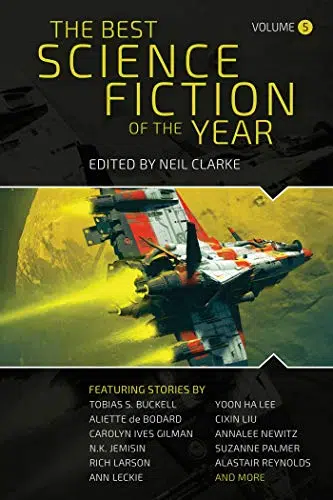 THE BEST
VOLUME 5
SCIENCE
FICTION
OF THE YEAR
EDITED BY NEIL CLARKE
FEATURING STORIES BY
TOBIAS S. BUCKELL
ALIETTE de BODARD
CAROLYN IVES GILMAN
N.K. JEMISIN
RICH LARSON
ANN LECKIE
YOON HA LEE
CIXIN LIU
ANNALEE NEWITZ
SUZANNE PALMER
ALASTAIR REYNOLDS
AND MORE